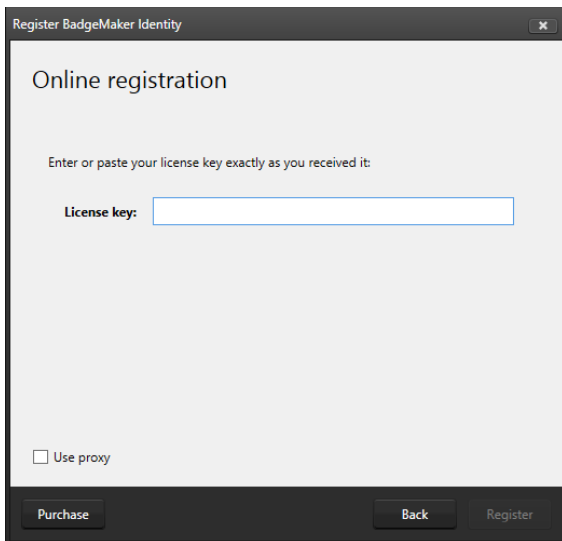 Register BadgeMaker Identity
Online registration
Enter or paste your license key exactly as you received it:
License key:
Use proxy
Purchase
Back
Register